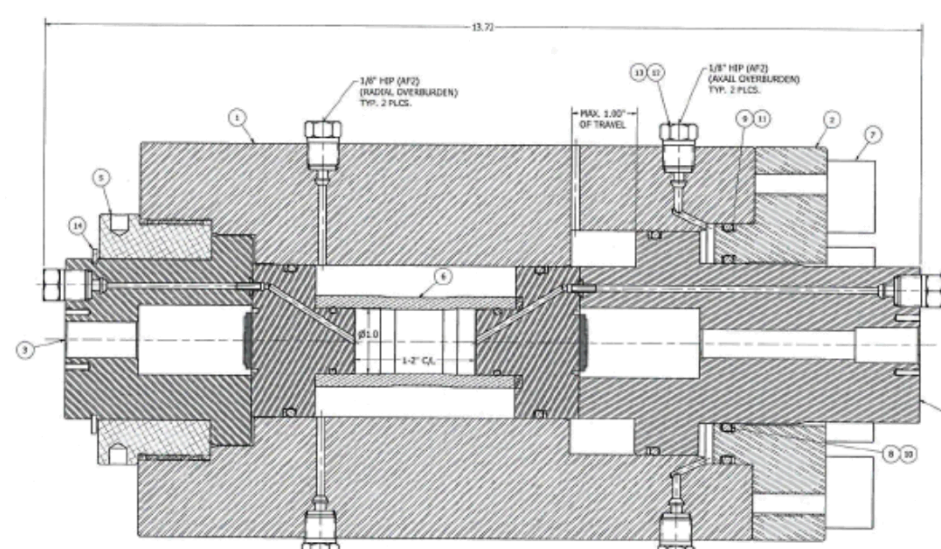 13.72
1/8" HIP (AF2)
(RADIAL OVERBURDEN)
TYP. 2 PLCS.
13 12
1/8" HIP (AF2)
(AXAIL OVERBURDEN)
TYP. 2 PLCS.
1
MAX. 1.00"
OF TRAVEL
9 11
2
7
5
14
6
3
Ø1.0
1-2" C/L
8 10